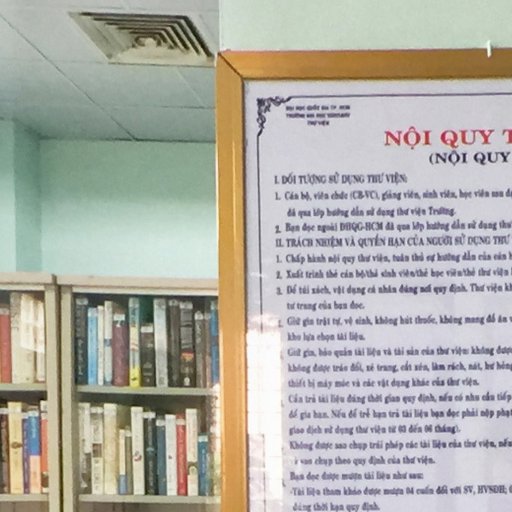 ĐẠI HỌC QUỐC GIA TP. HCM
THƯ VIỆN
NỘI QUY T
(NỘI QUY
I. ĐỐI TƯỢNG SỬ DỤNG THƯ VIỆN:
1. Cán bộ, viên chức (CB-VC), giảng viên, sinh viên, học viên sau đ
đã qua lớp hướng dẫn sử dụng thư viện Trường.
2. Bạn đọc ngoài ĐHQG-HCM đã qua lớp hướng dẫn sử dụng thư
II. TRÁCH NHIỆM VÀ QUYỀN HẠN CỦA NGƯỜI SỬ DỤNG THƯ
1. Chấp hành nội quy thư viện, tuân thủ sự hướng dẫn của cán b
2. Xuất trình thẻ cán bộ/thẻ sinh viên/thẻ học viên/thẻ thư viện
3. Để túi xách, vật dụng cá nhân đúng nơi quy định. Thư viện kh
tư trang của bạn đọc.
Giữ gìn trật tự, vệ sinh, không hút thuốc, không mang đồ ăn
kho lựa chọn tài liệu.
Giữ gìn, bảo quản tài liệu và tài sản của thư viện: không được
không được tráo đổi, xé trang, cắt xén, làm rách, nát, hư hỏng
thiết bị máy móc và các vật dụng khác của thư viện.
Cần trả tài liệu đúng thời gian quy định, nếu có nhu cầu tiếp
để gia hạn. Nếu để trễ hạn trả tài liệu bạn đọc phải nộp phạt
giao dịch sử dụng thư viện từ 03 đến 06 tháng).
Không được sao chụp trái phép các tài liệu của thư viện, nếu
sao chụp theo quy định của thư viện.
Bạn đọc được mượn tài liệu như sau:
-Tài liệu tham khảo được mượn 04 cuốn đối với SV, HVSĐH;
đúng thời hạn quy định.